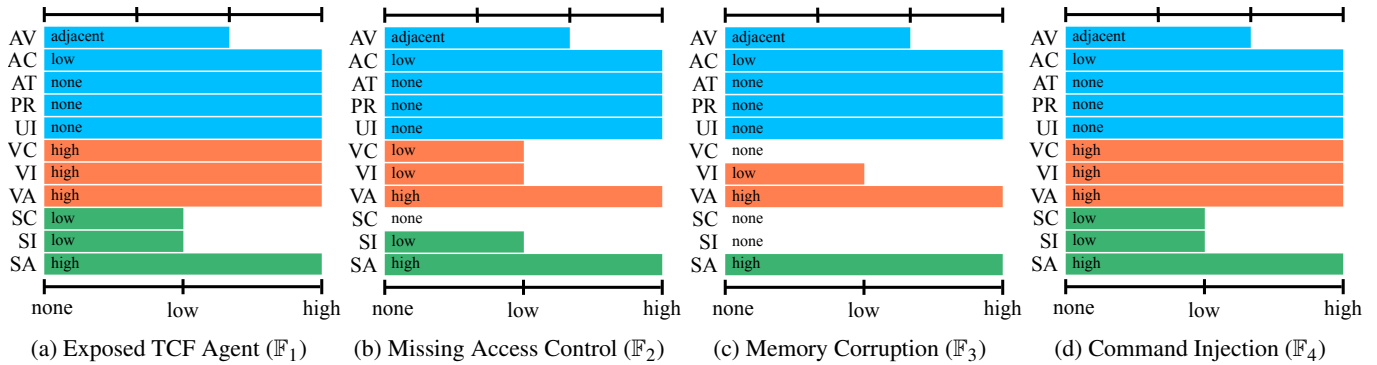 AV adjacent
AC low
AT none
PR none
UI none
VC high
VI high
VA high
SC low
SI low
SA high
none low high
(a) Exposed TCF Agent (𝔽1)
AV adjacent
AC low
AT none
PR none
UI none
VC low
VI low
VA high
SC none
SI low
SA high
none low high
(b) Missing Access Control (𝔽2)
AV adjacent
AC low
AT none
PR none
UI none
VC none
VI low
VA high
SC none
SI none
SA high
none low high
(c) Memory Corruption (𝔽3)
AV adjacent
AC low
AT none
PR none
UI none
VC high
VI high
VA high
SC low
SI low
SA high
none low high
(d) Command Injection (𝔽4)